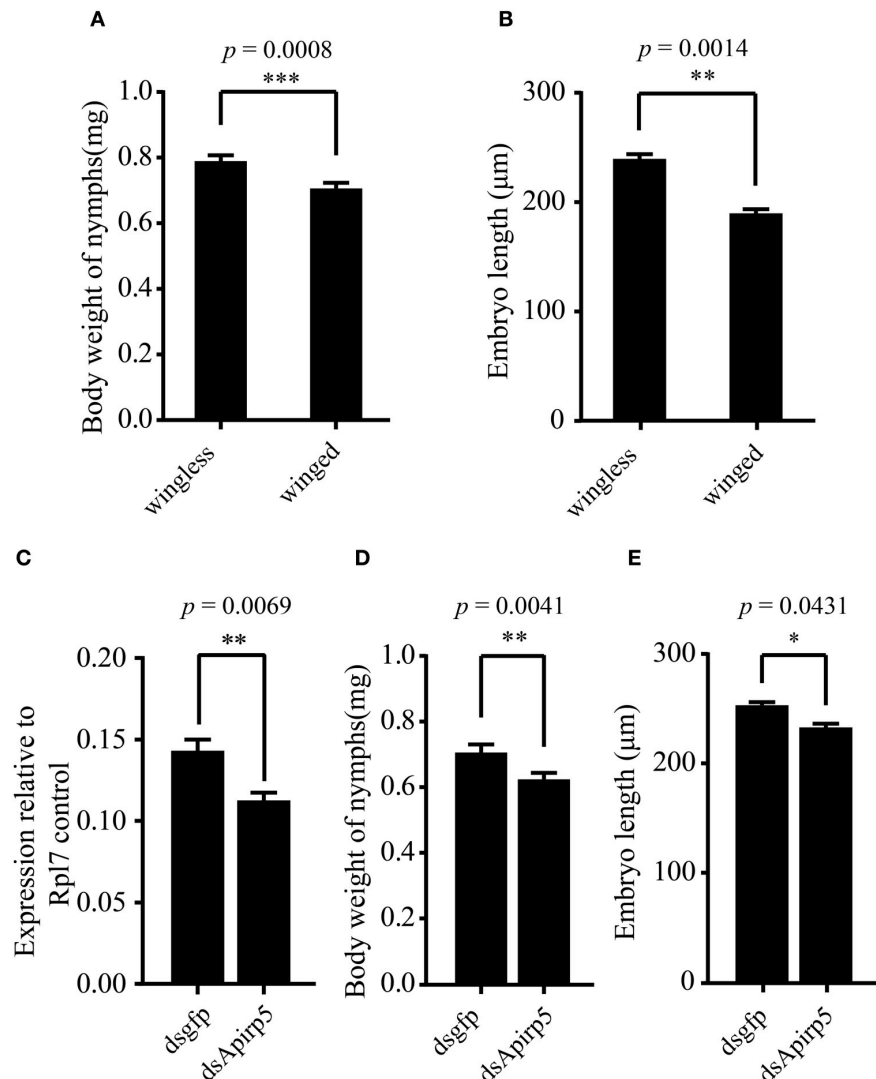 A
p = 0.0008
***
Body weight of nymphs(mg)
1.0
0.8
0.6
0.4
0.2
0.0
wingless
winged
B
p = 0.0014
**
Embryo length (μm)
300
200
100
0
wingless
winged
C
p = 0.0069
**
Expression relative to
Rpl7 control
0.20
0.15
0.10
0.05
0.00
dsgfp
dsApirp5
D
p = 0.0041
**
Body weight of nymphs(mg)
1.0
0.8
0.6
0.4
0.2
0.0
dsgfp
dsApirp5
E
p = 0.0431
*
Embryo length (μm)
300
200
100
0
dsgfp
dsApirp5